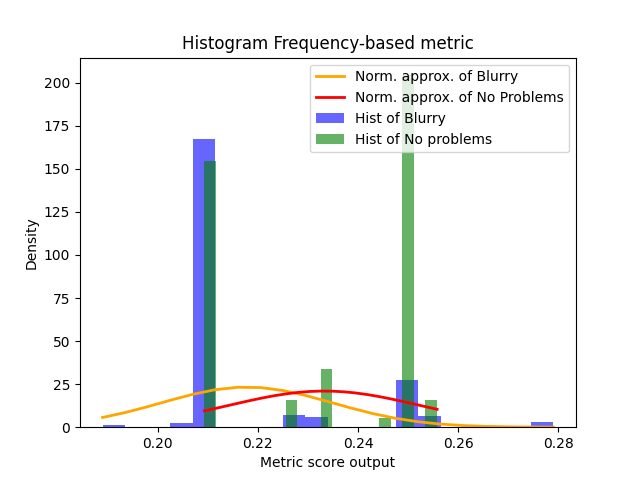 Histogram Frequency-based metric
Norm. approx. of Blurry
Norm. approx. of No Problems
Hist of Blurry
Hist of No problems
Density
200
175
150
125
100
75
50
25
0
0.20
0.22
0.24
0.26
0.28
Metric score output